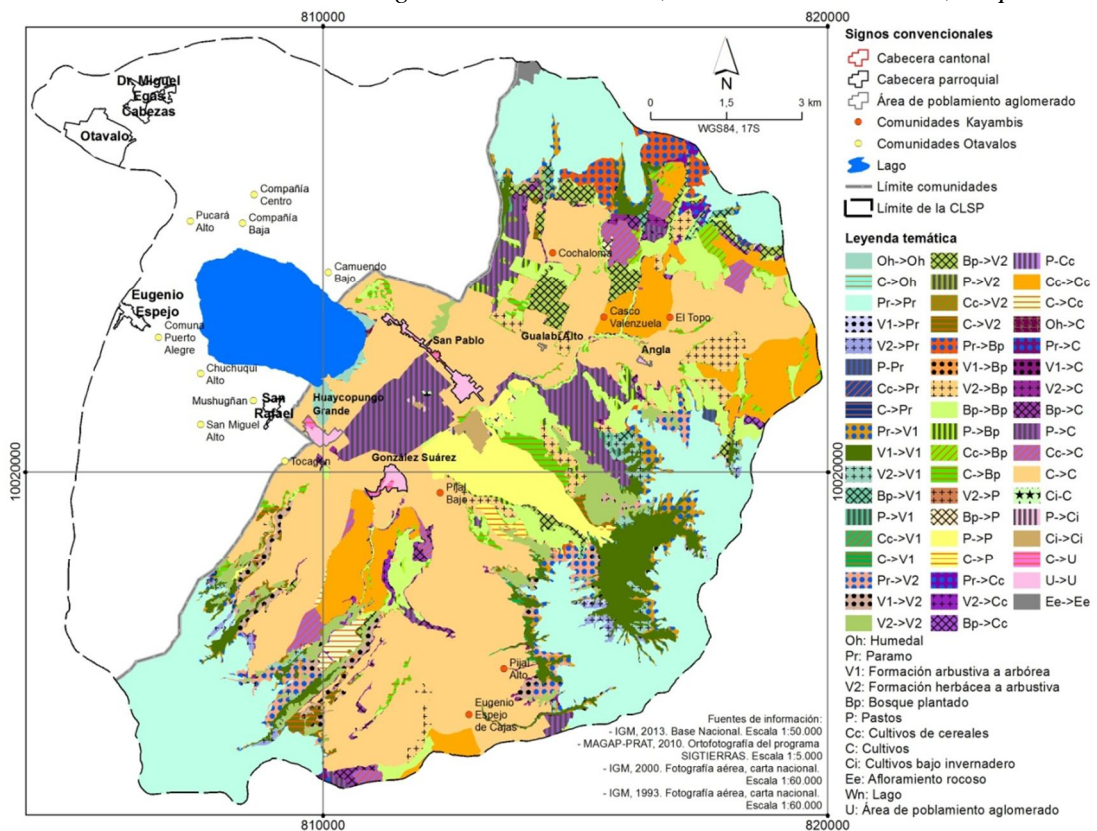 810000
820000
Dr. Miguel
Egas
Cabezas
Otavalo
Compañía
Centro
Pucará
Alto
Compañía
Baja
Camuendo
Bajo
Eugenio
Espejo
Comuna
Puerto
Alegre
Chuchuqui
Alto
Mushugñan
San
Rafael
San Miguel
Alto
Tocagón
Huaycopungo
Grande
San Pablo
González Suárez
Cochaloma
Casco
Valenzuela
El Topo
Gualabí Alto
Angla
Pijal
Bajo
Pijal
Alto
Eugenio
Espejo
de Cajas
N
0 1,5 3 km
WGS84, 17S
10020000
10020000
810000
820000
Fuentes de información:
- IGM, 2013. Base Nacional. Escala 1:50.000
- MAGAP-PRAT, 2010. Ortofotografía del programa
SIGTIERRAS. Escala 1:5.000
- IGM, 2000. Fotografía aérea, carta nacional.
Escala 1:60.000
- IGM, 1993. Fotografía aérea, carta nacional.
Escala 1:60.000
Signos convencionales
Cabecera cantonal
Cabecera parroquial
Área de poblamiento aglomerado
Comunidades Kayambis
Comunidades Otavalos
Lago
Límite comunidades
Límite de la CLSP
Leyenda temática
Oh->Oh Bp->V2 P-Cc
C->Oh P->V2 Cc->Cc
Pr->Pr Cc->V2 C->Cc
V1->Pr C->V2 Oh->C
V2->Pr Pr->Bp Pr->C
P-Pr V1->Bp V1->C
Cc->Pr V2->Bp V2->C
C->Pr Bp->Bp Bp->C
Pr->V1 P->Bp P->C
V1->V1 Cc->Bp Cc->C
V2->V1 C->Bp C->C
Bp->V1 V2->P Ci-C
P->V1 Bp->P P->Ci
Cc->V1 P->P Ci->Ci
C->V1 C->P C->U
Pr->V2 Pr->Cc U->U
V1->V2 V2->Cc Ee->Ee
V2->V2 Bp->Cc
Oh: Humedal
Pr: Paramo
V1: Formación arbustiva a arbórea
V2: Formación herbácea a arbustiva
Bp: Bosque plantado
P: Pastos
Cc: Cultivos de cereales
C: Cultivos
Ci: Cultivos bajo invernadero
Ee: Afloramiento rocoso
Wn: Lago
U: Área de poblamiento aglomerado